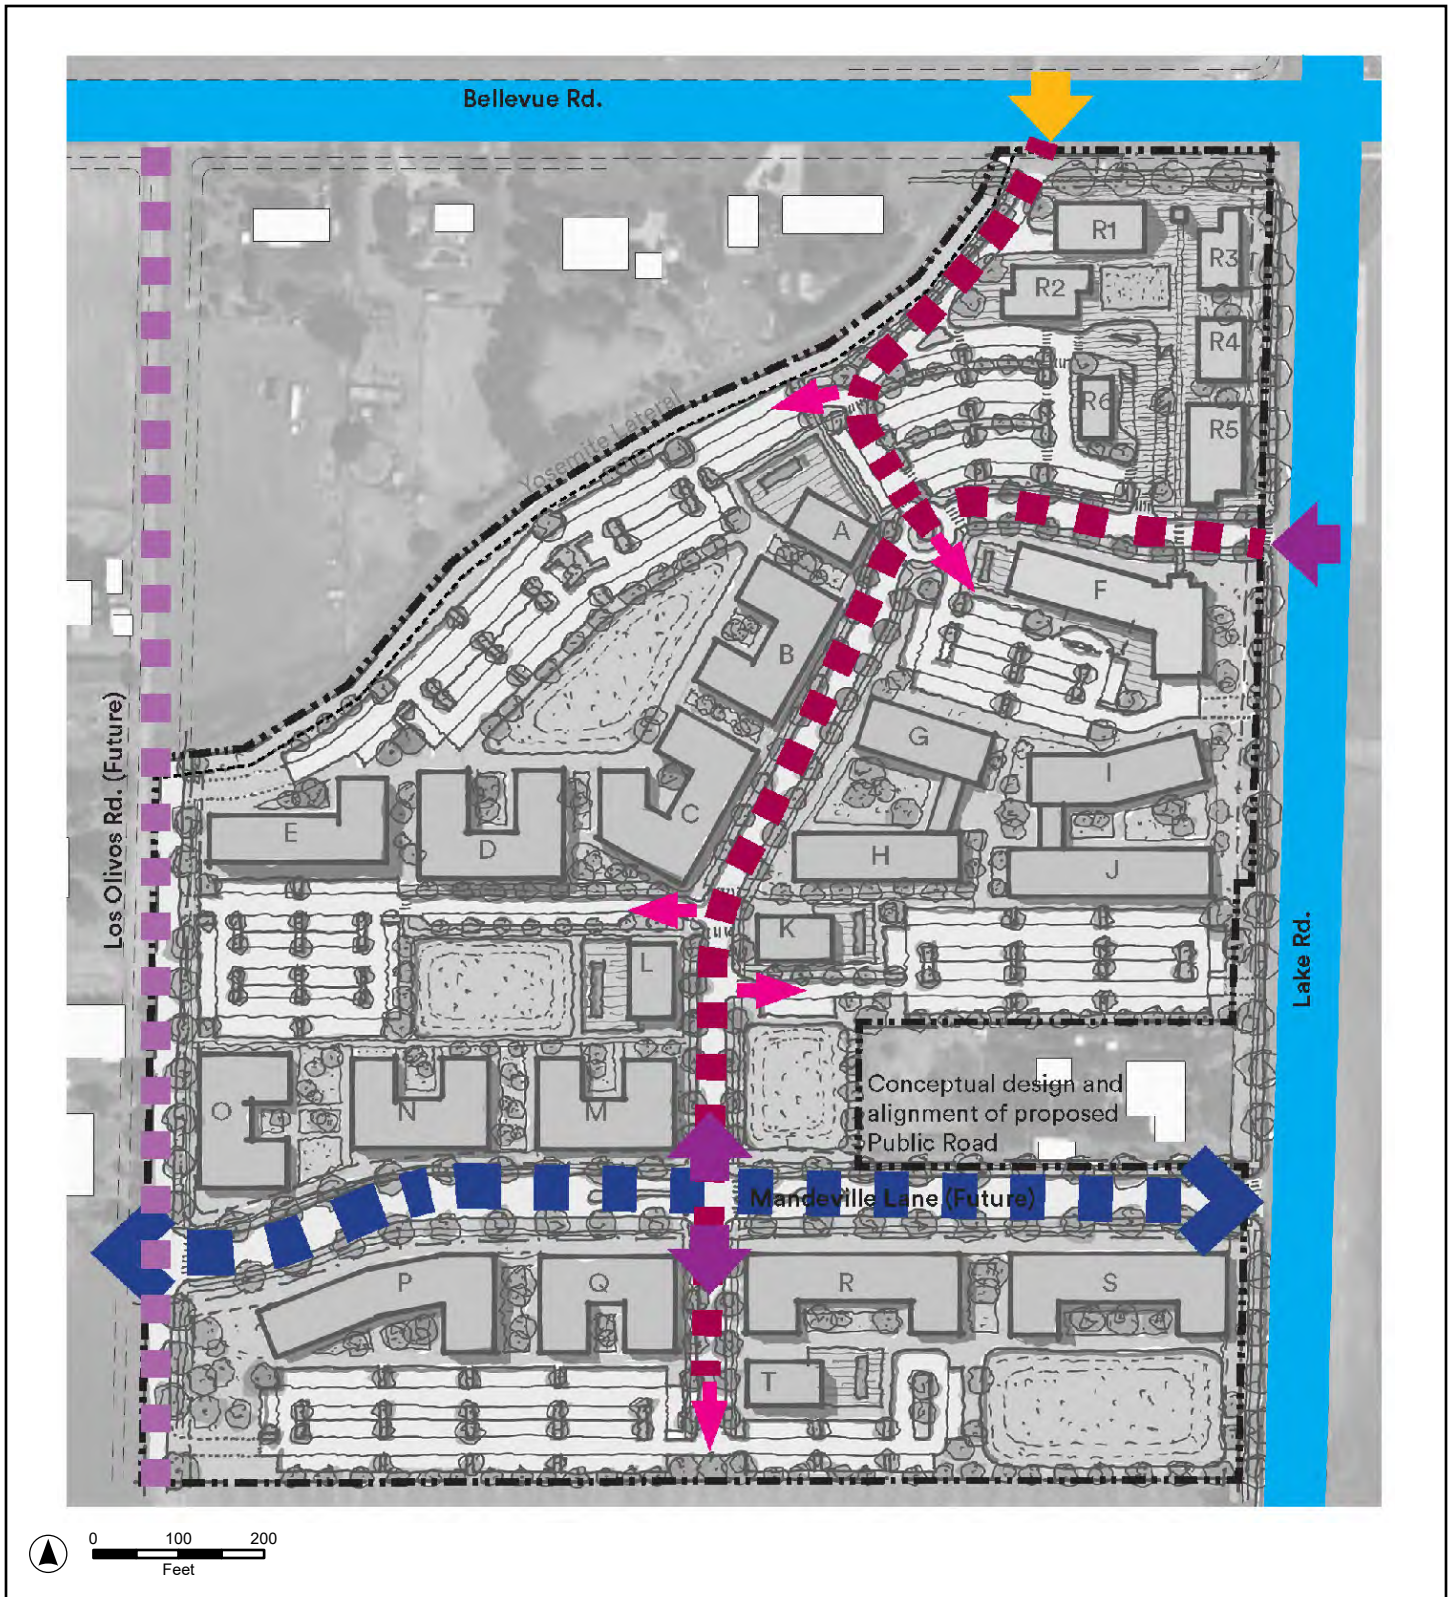 Bellevue Rd.
R1
R3
R2
R4
R6
R5
Yosemite Lateral
A
F
B
Los Olivos Rd. (Future)
G
I
C
E
D
H
J
K
L
Lake Rd.
Conceptual design and
alignment of proposed
Public Road
O
N
M
Mandeville Lane (Future)
P
Q
R
S
T
0 100 200
Feet